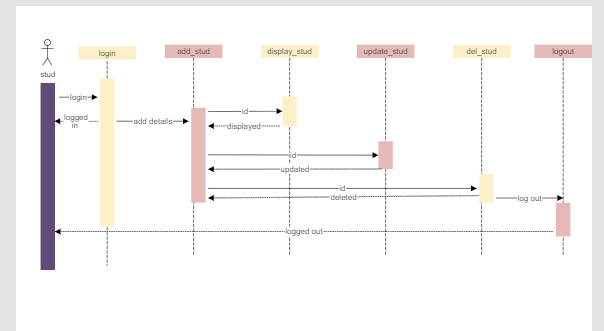 login
add_stud
display_stud
update_stud
del_stud
logout
stud
login
logged
in
add details
id
displayed
id
updated
id
deleted
log out
logged out